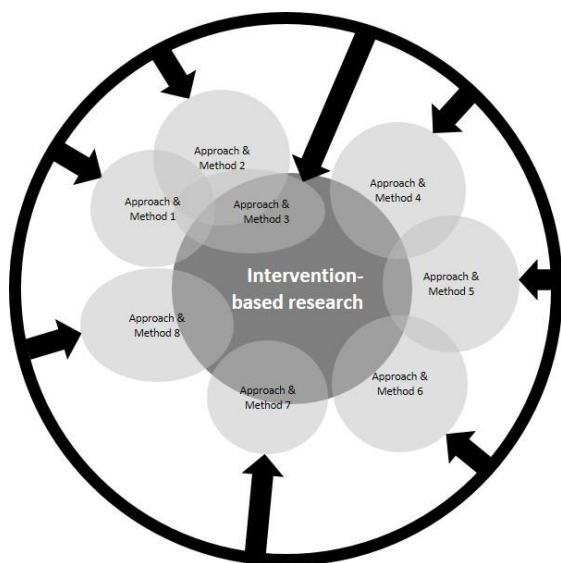 Approach &
Method 2
Approach &
Method 1
Approach &
Method 3
Approach &
Method 4
Intervention-
based research
Approach &
Method 5
Approach &
Method 8
Approach &
Method 6
Approach &
Method 7